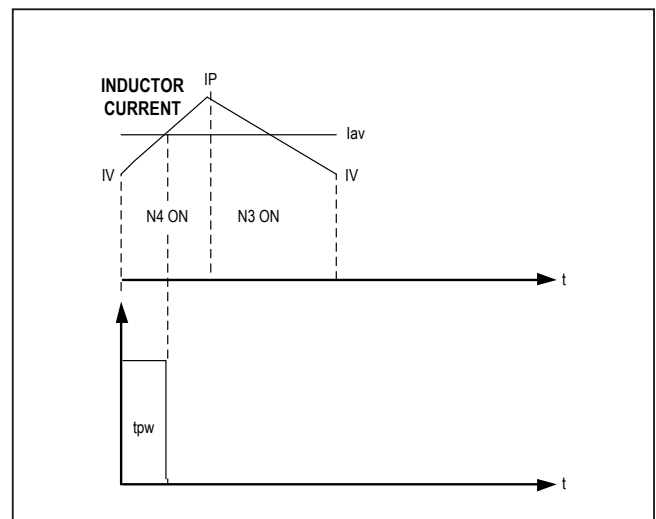 INDUCTOR
CURRENT
IP
Iav
IV
IV
N4 ON
N3 ON
t
tpw
t